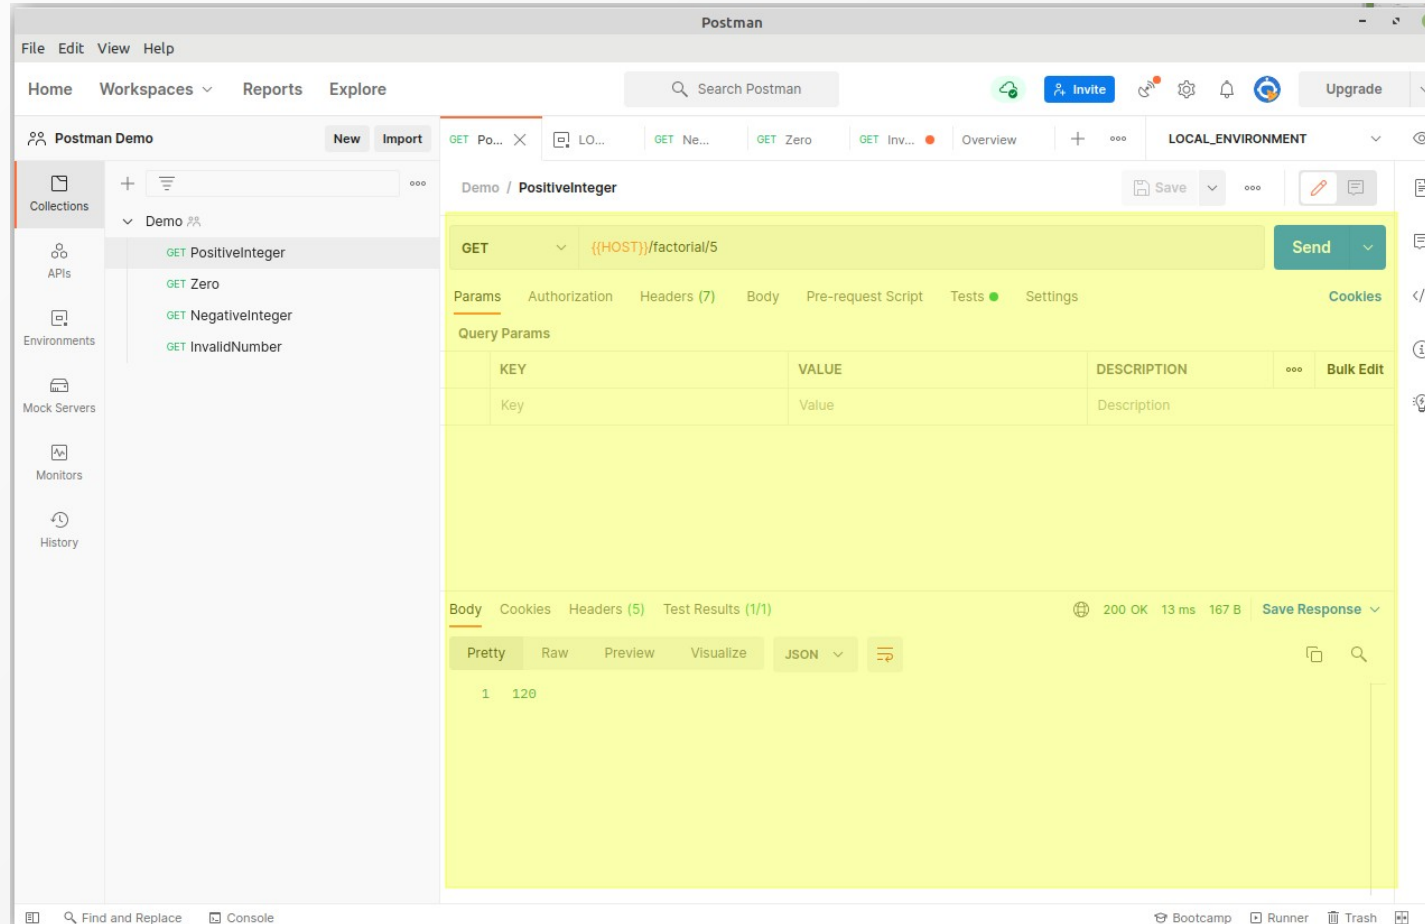 Postman
File Edit View Help
Home Workspaces Reports Explore
Search Postman
Invite
Upgrade
Postman Demo
New Import
GET Po... LO... GET Ne... GET Zero GET Inv... Overview
LOCAL_ENVIRONMENT
Collections
APIs
Environments
Mock Servers
Monitors
History
Demo
GET PositiveInteger
GET Zero
GET NegativeInteger
GET InvalidNumber
Demo / PositiveInteger
Save
GET {{HOST}}/factorial/5 Send
Params Authorization Headers (7) Body Pre-request Script Tests Settings Cookies
Query Params
KEY VALUE DESCRIPTION Bulk Edit
Key Value Description
Body Cookies Headers (5) Test Results (1/1) 200 OK 13 ms 167 B Save Response
Pretty Raw Preview Visualize JSON
1 120
Find and Replace Console Bootcamp Runner Trash